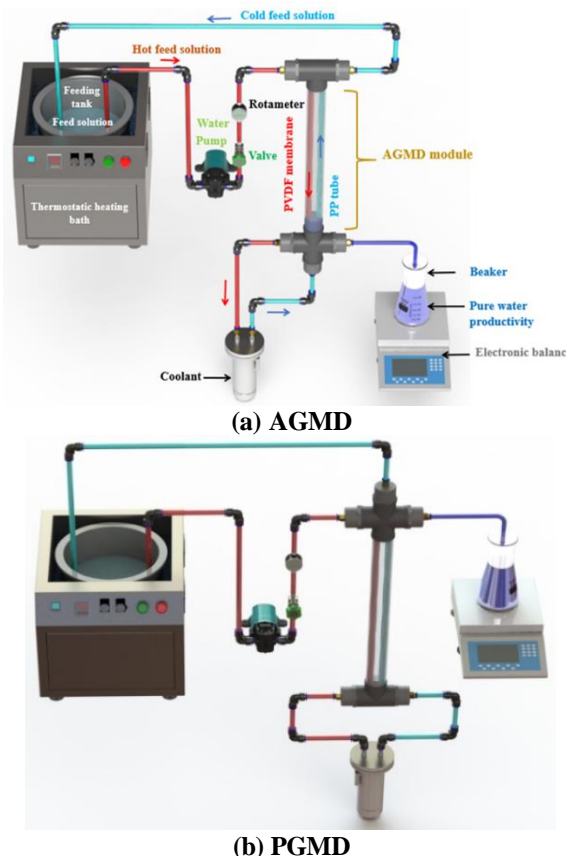 Cold feed solution
Hot feed solution
Feeding
tank
Feed solution
Rotameter
Water
Pump
Valve
PVDF membrane
PP tube
AGMD module
Thermostatic heating
bath
Beaker
Pure water
productivity
Electronic balanc
Coolant
(a) AGMD
(b) PGMD